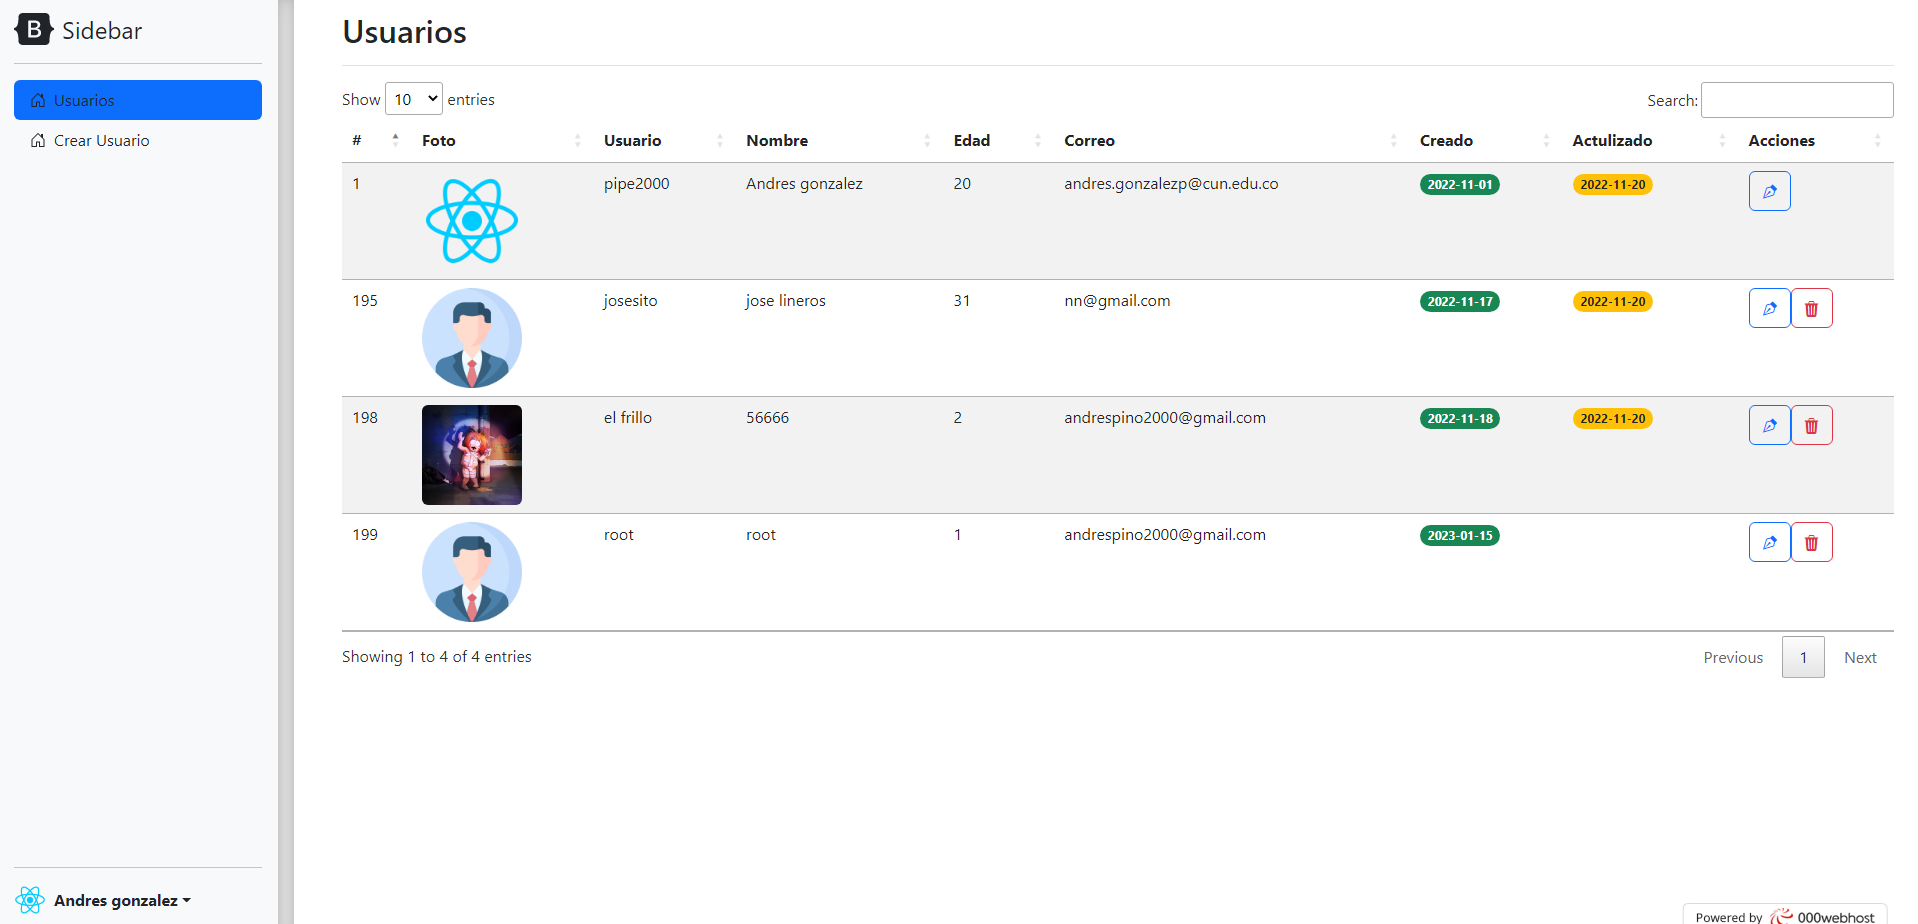 B Sidebar
Usuarios
Crear Usuario
Andres gonzalez
Usuarios
Show 10 entries
Search:
# Foto Usuario Nombre Edad Correo Creado Actulizado Acciones
1 pipe2000 Andres gonzalez 20 andres.gonzalezp@cun.edu.co 2022-11-01 2022-11-20
195 josesito jose lineros 31 nn@gmail.com 2022-11-17 2022-11-20
198 el frillo 56666 2 andrespino2000@gmail.com 2022-11-18 2022-11-20
199 root root 1 andrespino2000@gmail.com 2023-01-15
Showing 1 to 4 of 4 entries
Previous 1 Next
Powered by 000webhost